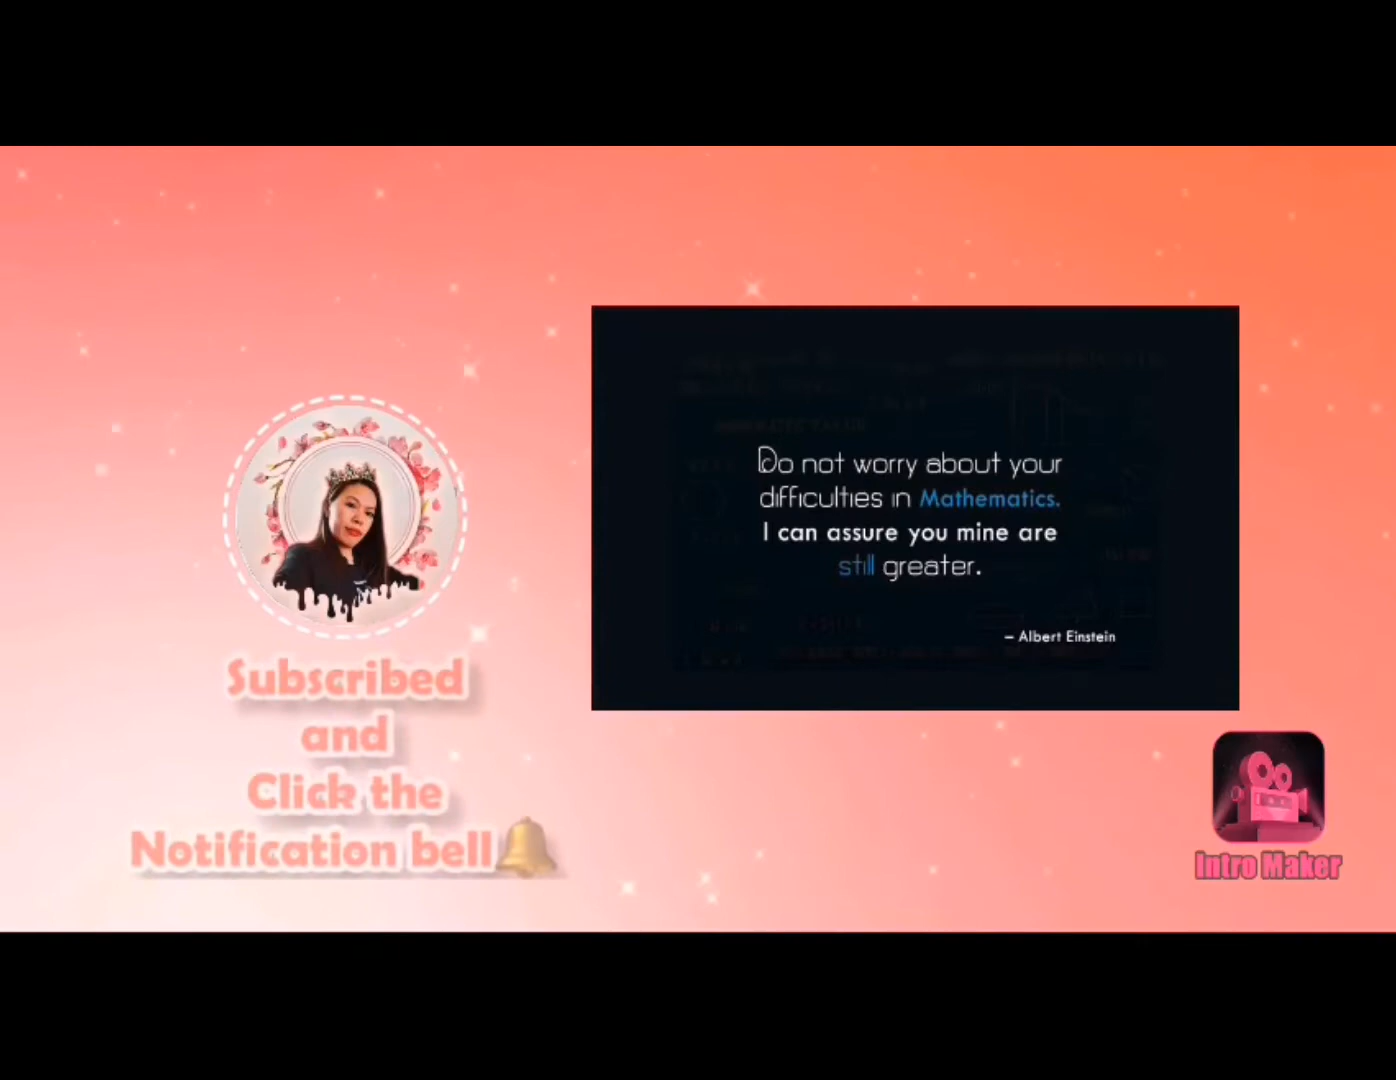 Do not worry about your
difficulties in Mathematics.
I can assure you mine are
still greater.
– Albert Einstein
Subscribed
and
Click the
Notification bell
Intro Maker